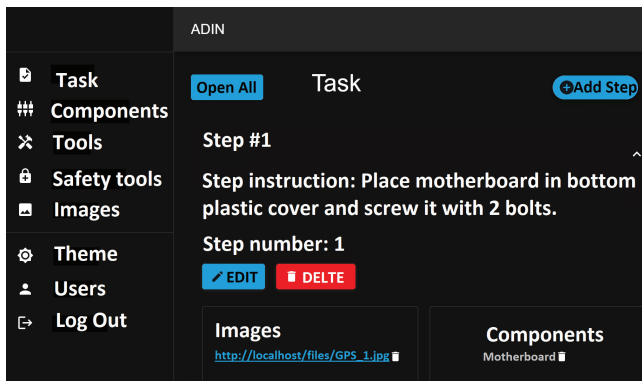 ADIN
Task
Components
Tools
Safety tools
Images
Theme
Users
Log Out
Open All
Task
Add Step
Step #1
Step instruction: Place motherboard in bottom
plastic cover and screw it with 2 bolts.
Step number: 1
EDIT
DELTE
Images
http://localhost/files/GPS_1.jpg
Components
Motherboard